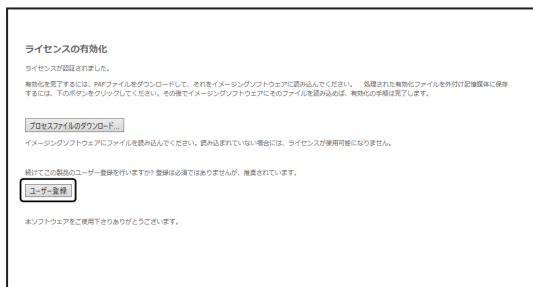 ライセンスの有効化
ライセンスが認証されました。
有効化を完了するには、PAFファイルをダウンロードして、それをイメージングソフトウェアに読み込んでください。 処理された有効化ファイルを外付け記憶媒体に保存
するには、下のボタンをクリックしてください。その後でイメージングソフトウェアにそのファイルを読み込めば、有効化の手順は完了します。
プロセスファイルのダウンロード...
イメージングソフトウェアにファイルを読み込んでください。読み込まれていない場合には、ライセンスが使用可能になりません。
続けてこの製品のユーザー登録を行いますか? 登録は必須ではありませんが、推奨されています。
ユーザー登録
本ソフトウェアをご使用下さりありがとうございます。